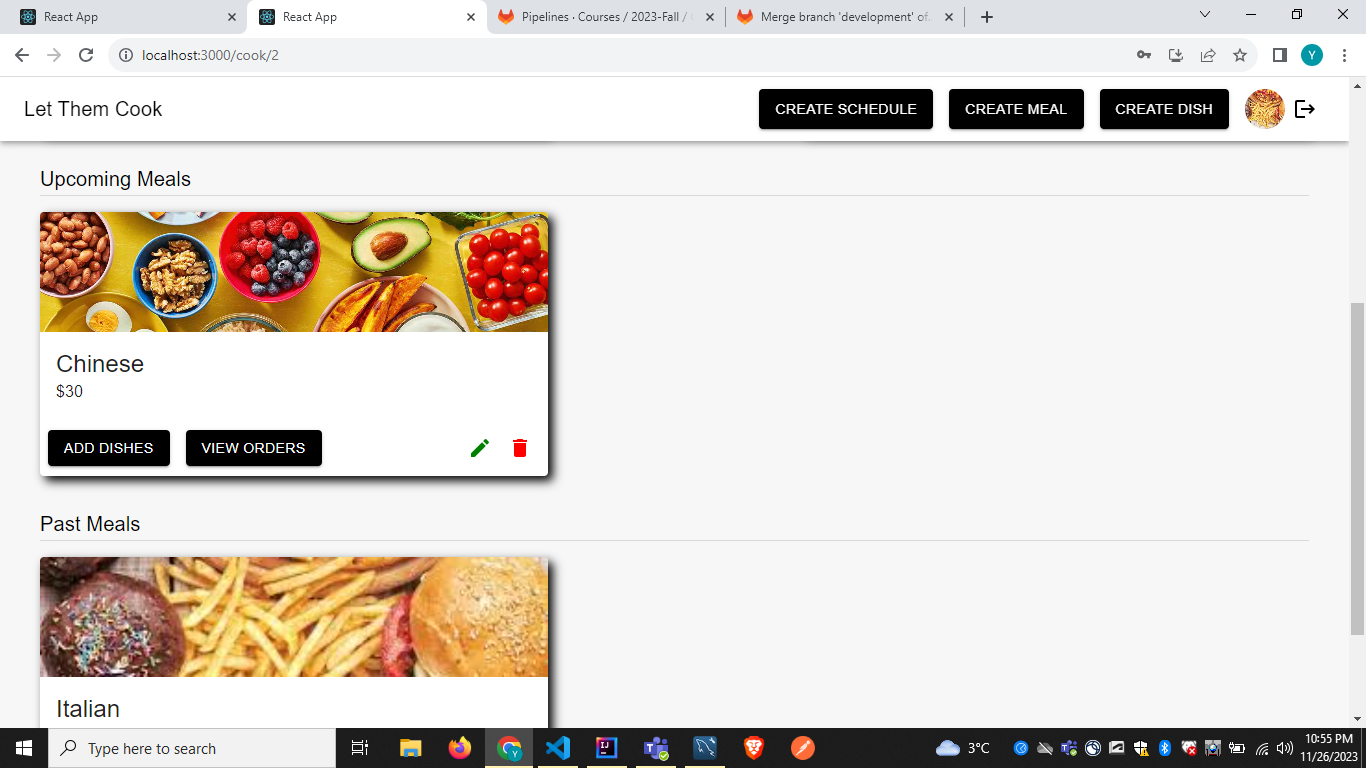 React App
React App
Pipelines · Courses / 2023-Fall /
Merge branch 'development' of
localhost:3000/cook/2
Y
Let Them Cook
CREATE SCHEDULE
CREATE MEAL
CREATE DISH
Upcoming Meals
Chinese
$30
ADD DISHES
VIEW ORDERS
Past Meals
Italian
Type here to search
3°C
10:55 PM
11/26/2023